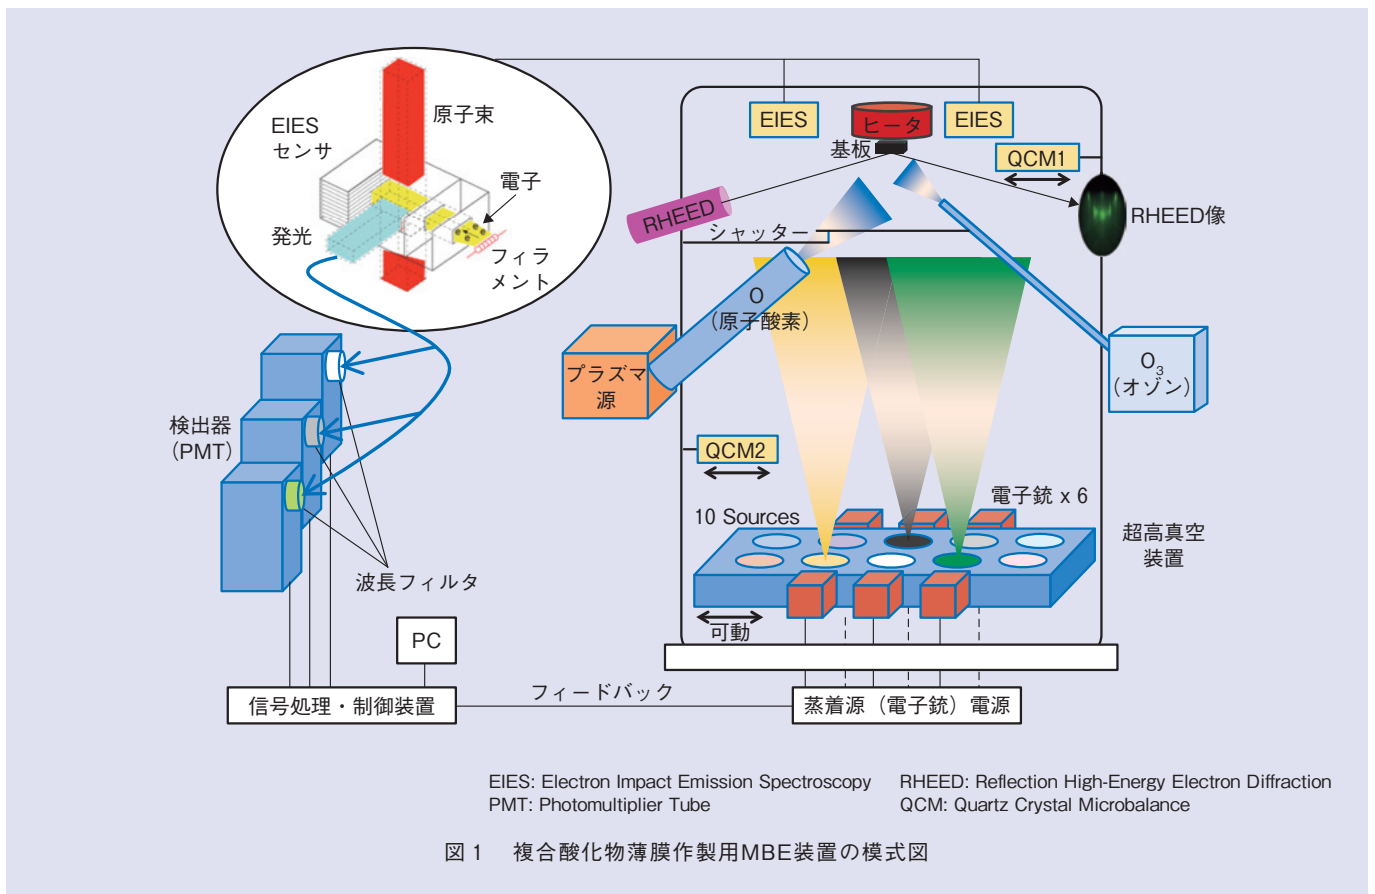 EIES
センサ
原子束
電子
発光
フィラ
メント
検出器
(PMT)
波長フィルタ
PC
信号処理・制御装置
フィードバック
蒸着源（電子銃）電源
EIES
ヒータ
EIES
基板
QCM1
RHEED
RHEED像
シャッター
O
(原子酸素)
プラズマ
源
O3
(オゾン)
QCM2
10 Sources
電子銃 x 6
超高真空
装置
可動
EIES: Electron Impact Emission Spectroscopy
RHEED: Reflection High-Energy Electron Diffraction
PMT: Photomultiplier Tube
QCM: Quartz Crystal Microbalance
図1 複合酸化物薄膜作製用MBE装置の模式図